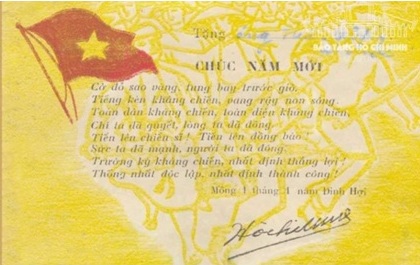 Tặng
BẢO TÀNG HỒ CHÍ MINH
CHÚC NĂM MỚI
Cờ đỏ sao vàng tung bay trước gió,
Tiếng kèn kháng chiến vang rậy non sông.
Toàn dân kháng chiến, toàn diện kháng chiến,
Chí ta đã quyết, lòng ta đã đồng.
Tiến lên chiến sĩ ! Tiến lên đồng bào !
Sức ta đã mạnh, người ta đã đông.
Trường kỳ kháng chiến, nhất định thắng lợi !
Thống nhất độc lập, nhất định thành công !
Mồng 1 tháng 1 năm Đinh Hợi
Hochiminh